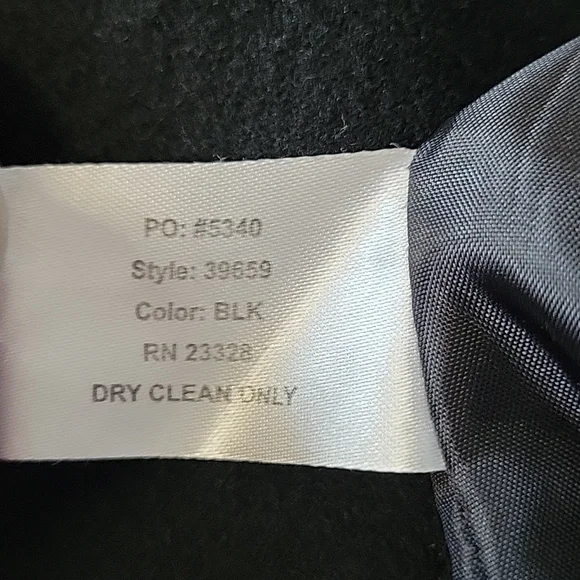 PO: #5340
Style: 39659
Color: BLK
RN 23328
DRY CLEAN ONLY